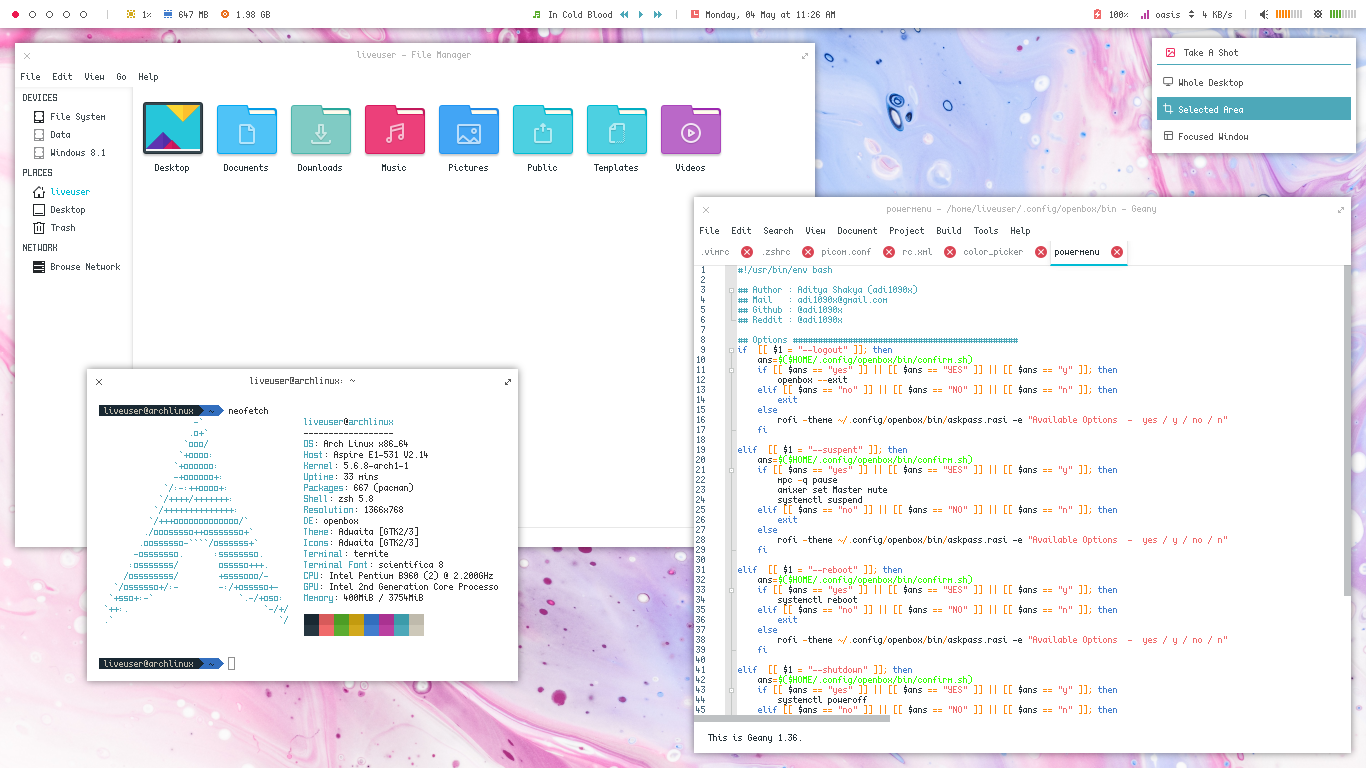 1% 647 MB 1.98 GB In Cold Blood Monday, 04 May at 11:26 AM 100% oasis 4 KB/s
liveuser - File Manager
File Edit View Go Help
DEVICES
File System
Data
Windows 8.1
PLACES
liveuser
Desktop
Trash
NETWORK
Browse Network
Desktop Documents Downloads Music Pictures Public Templates Videos
Take A Shot
Whole Desktop
Selected Area
Focused Window
liveuser@archlinux: ~
liveuser@archlinux ~ neofetch
liveuser@archlinux
------------------
OS: Arch Linux x86_64
Host: Aspire E1-531 V2.14
Kernel: 5.6.8-arch1-1
Uptime: 33 mins
Packages: 667 (pacman)
Shell: zsh 5.8
Resolution: 1366x768
DE: openbox
Theme: Adwaita [GTK2/3]
Icons: Adwaita [GTK2/3]
Terminal: termite
Terminal Font: scientifica 8
CPU: Intel Pentium B960 (2) @ 2.200GHz
GPU: Intel 2nd Generation Core Processo
Memory: 480MiB / 3754MiB
liveuser@archlinux ~
powermenu - /home/liveuser/.config/openbox/bin - Geany
File Edit Search View Document Project Build Tools Help
.vimrc .zshrc picom.conf rc.xml color_picker powermenu
1 #!/usr/bin/env bash
2
3 ## Author : Aditya Shakya (adi1090x)
4 ## Mail : adi1090x@gmail.com
5 ## Github : @adi1090x
6 ## Reddit : @adi1090x
7
8 ## Options #############################################
9 if [[ $1 = "--logout" ]]; then
10 ans=$($HOME/.config/openbox/bin/confirm.sh)
11 if [[ $ans == "yes" ]] || [[ $ans == "YES" ]] || [[ $ans == "y" ]]; then
12 openbox --exit
13 elif [[ $ans == "no" ]] || [[ $ans == "NO" ]] || [[ $ans == "n" ]]; then
14 exit
15 else
16 rofi -theme ~/.config/openbox/bin/askpass.rasi -e "Available Options - yes / y / no / n"
17 fi
18
19 elif [[ $1 = "--suspent" ]]; then
20 ans=$($HOME/.config/openbox/bin/confirm.sh)
21 if [[ $ans == "yes" ]] || [[ $ans == "YES" ]] || [[ $ans == "y" ]]; then
22 mpc -q pause
23 amixer set Master mute
24 systemctl suspend
25 elif [[ $ans == "no" ]] || [[ $ans == "NO" ]] || [[ $ans == "n" ]]; then
26 exit
27 else
28 rofi -theme ~/.config/openbox/bin/askpass.rasi -e "Available Options - yes / y / no / n"
29 fi
30
31 elif [[ $1 = "--reboot" ]]; then
32 ans=$($HOME/.config/openbox/bin/confirm.sh)
33 if [[ $ans == "yes" ]] || [[ $ans == "YES" ]] || [[ $ans == "y" ]]; then
34 systemctl reboot
35 elif [[ $ans == "no" ]] || [[ $ans == "NO" ]] || [[ $ans == "n" ]]; then
36 exit
37 else
38 rofi -theme ~/.config/openbox/bin/askpass.rasi -e "Available Options - yes / y / no / n"
39 fi
40
41 elif [[ $1 = "--shutdown" ]]; then
42 ans=$($HOME/.config/openbox/bin/confirm.sh)
43 if [[ $ans == "yes" ]] || [[ $ans == "YES" ]] || [[ $ans == "y" ]]; then
44 systemctl poweroff
45 elif [[ $ans == "no" ]] || [[ $ans == "NO" ]] || [[ $ans == "n" ]]; then
This is Geany 1.36.